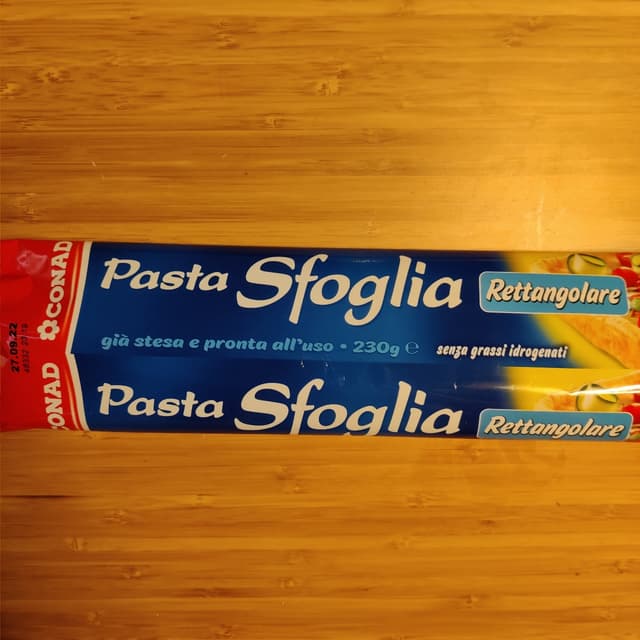 CONAD
27.09.22
Pasta Sfoglia Rettangolare
già stesa e pronta all'uso • 230g ℮ senza grassi idrogenati
ONAD
Pasta Sfoglia Rettangolare